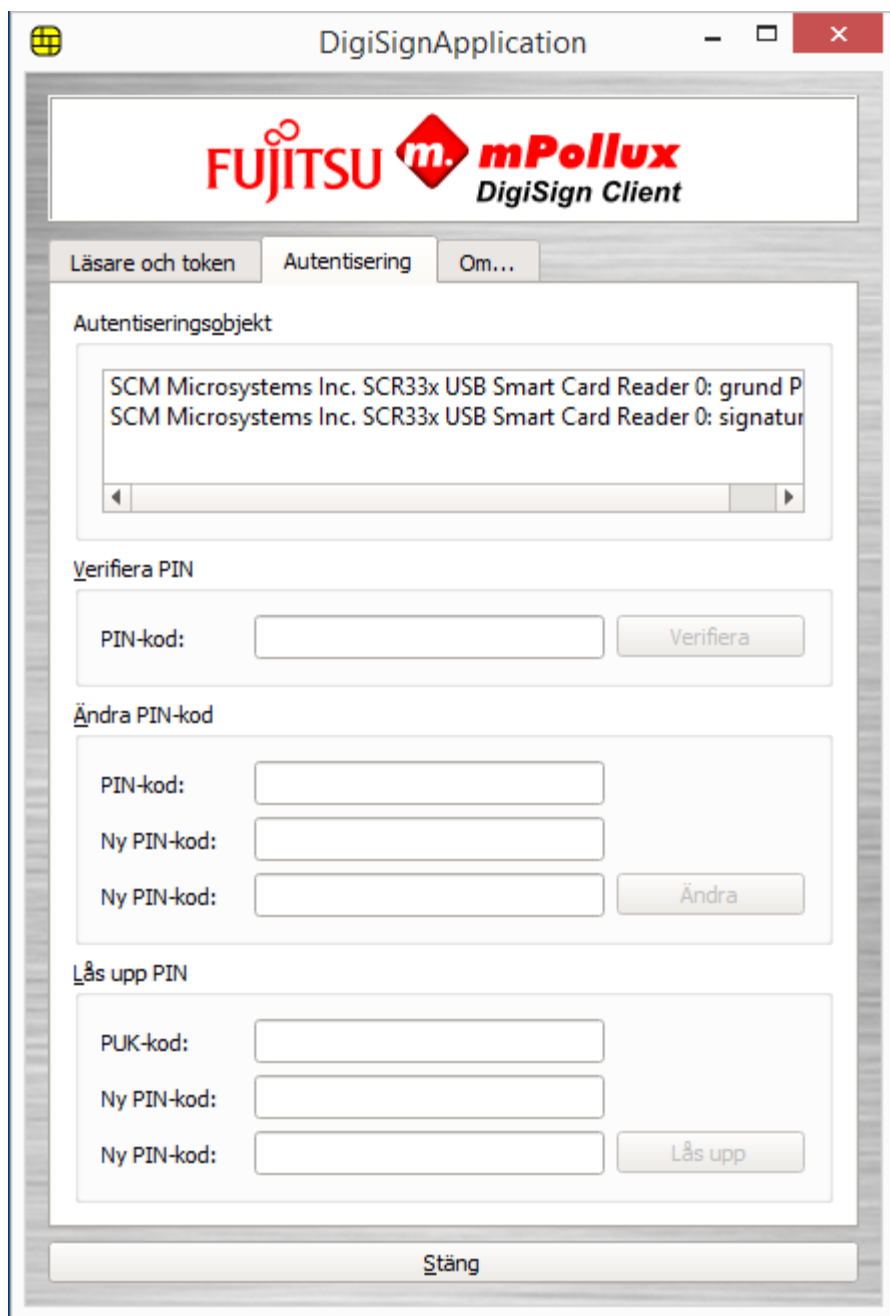 DigiSignApplication
FUJITSU m. mPollux
DigiSign Client
Läsare och token Autentisering Om...
Autentiseringsobjekt
SCM Microsystems Inc. SCR33x USB Smart Card Reader 0: grund P
SCM Microsystems Inc. SCR33x USB Smart Card Reader 0: signatur
Verifiera PIN
PIN-kod: Verifiera
Ändra PIN-kod
PIN-kod:
Ny PIN-kod:
Ny PIN-kod: Ändra
Lås upp PIN
PUK-kod:
Ny PIN-kod:
Ny PIN-kod: Lås upp
Stäng